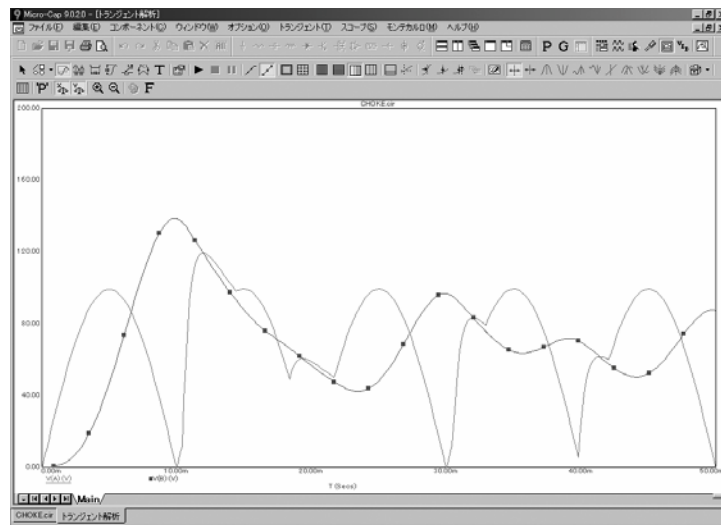 9 Micro-Cap 9.0.2.0 - [トランジェント解析]
ファイル(F) 編集(E) コンポーネント(C) ウィンドウ(W) オプション(O) トランジェント(T) スコープ(S) モンテカルロ(M) ヘルプ(H)
CHOKE.cir
200.00
160.00
120.00
80.00
40.00
0.00
0.00m 10.00m 20.00m 30.00m 40.00m 50.00m
V(A) (V) V(B) (V)
T (Secs)
Main
CHOKE.cir トランジェント解析